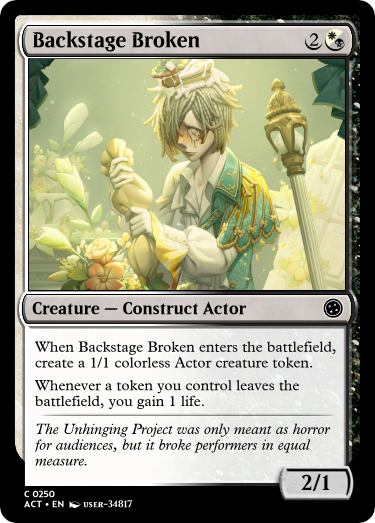 Backstage Broken 2
Creature — Construct Actor
When Backstage Broken enters the battlefield,
create a 1/1 colorless Actor creature token.
Whenever a token you control leaves the
battlefield, you gain 1 life.
The Unhinging Project was only meant as horror
for audiences, but it broke performers in equal
measure.
2/1
C 0250
ACT • EN USER-34817